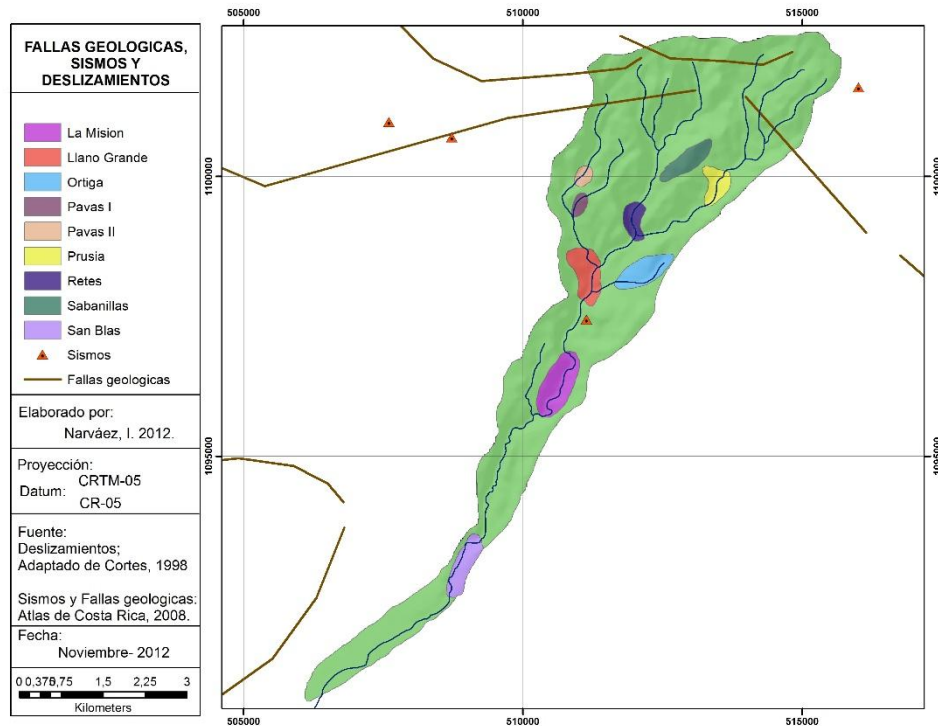 FALLAS GEOLOGICAS,
SISMOS Y
DESLIZAMIENTOS
La Mision
Llano Grande
Ortiga
Pavas I
Pavas II
Prusia
Retes
Sabanillas
San Blas
Sismos
Fallas geologicas
Elaborado por:
Narváez, I. 2012.
Proyección:
CRTM-05
Datum:
CR-05
Fuente:
Deslizamientos;
Adaptado de Cortes, 1998
Sismos y Fallas geologicas:
Atlas de Costa Rica, 2008.
Fecha:
Noviembre- 2012
0 0,375 0,75 1,5 2,25 3
Kilometers
505000 510000 515000
1100000 1100000
1095000 1095000
505000 510000 515000